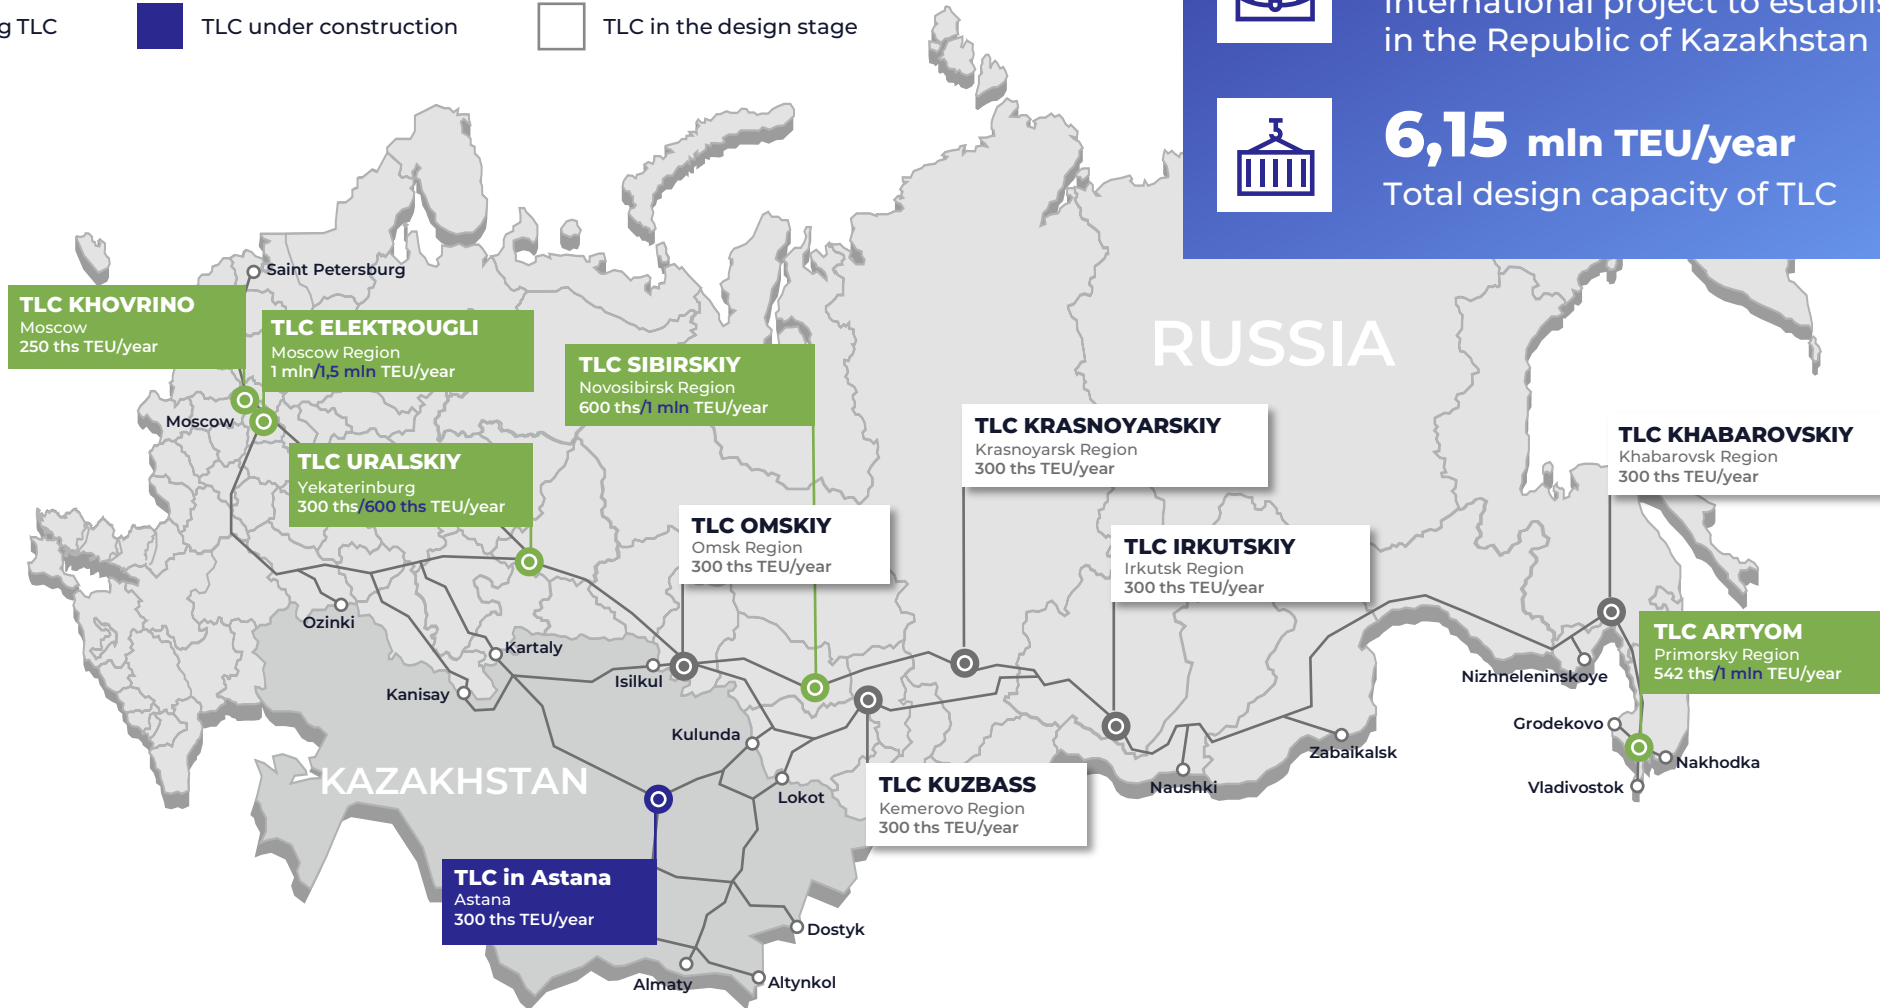 TLC
TLC under construction
TLC in the design stage
International project to
in the Republic of Kazakhstan
6,15 mln TEU/year
Total design capacity of TLC
Saint Petersburg
TLC KHOVRINO
Moscow
250 ths TEU/year
TLC ELEKTROUGLI
Moscow Region
1 mln/1,5 mln TEU/year
TLC SIBIRSKIY
Novosibirsk Region
600 ths/1 mln TEU/year
RUSSIA
Moscow
TLC KRASNOYARSKIY
Krasnoyarsk Region
300 ths TEU/year
TLC KHABAROVSKIY
Khabarovsk Region
300 ths TEU/year
TLC URALSKIY
Yekaterinburg
300 ths/600 ths TEU/year
TLC OMSKIY
Omsk Region
300 ths TEU/year
TLC IRKUTSKIY
Irkutsk Region
300 ths TEU/year
Ozinki
Kartaly
Kanisay
Isilkul
Kulunda
Lokot
TLC ARTYOM
Primorsky Region
542 ths/1 mln TEU/year
Nizhneleninskoye
Grodekovo
Nakhodka
Vladivostok
Zabaikalsk
Naushki
KAZAKHSTAN
TLC KUZBASS
Kemerovo Region
300 ths TEU/year
TLC in Astana
Astana
300 ths TEU/year
Dostyk
Almaty
Altynkol